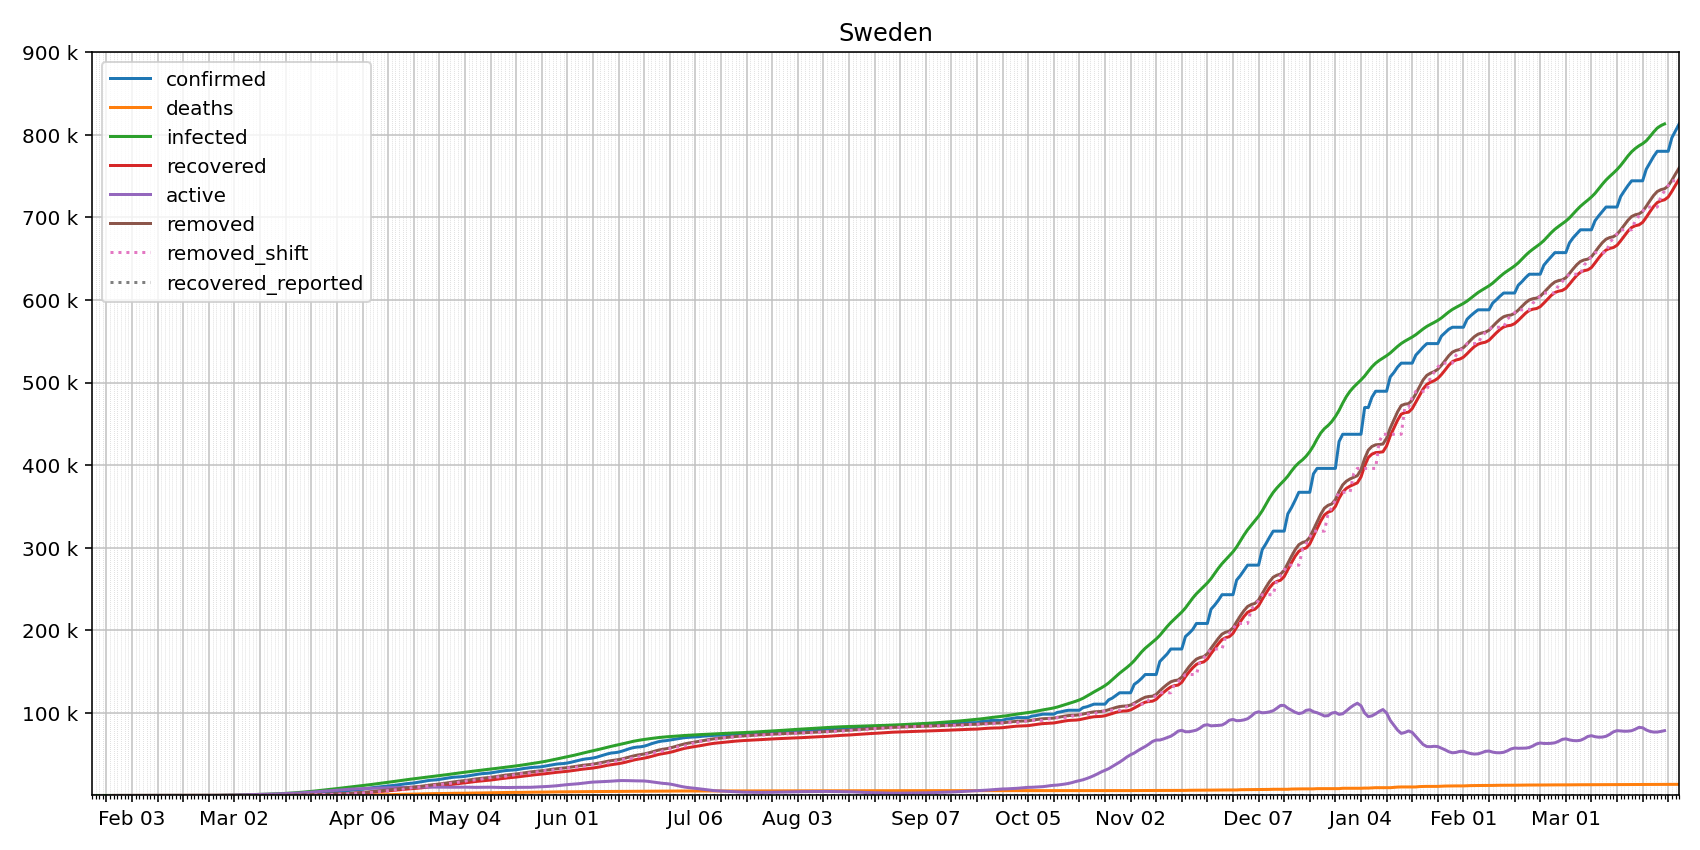 Sweden
900 k
800 k
700 k
600 k
500 k
400 k
300 k
200 k
100 k
confirmed
deaths
infected
recovered
active
removed
removed_shift
recovered_reported
Feb 03 Mar 02 Apr 06 May 04 Jun 01 Jul 06 Aug 03 Sep 07 Oct 05 Nov 02 Dec 07 Jan 04 Feb 01 Mar 01